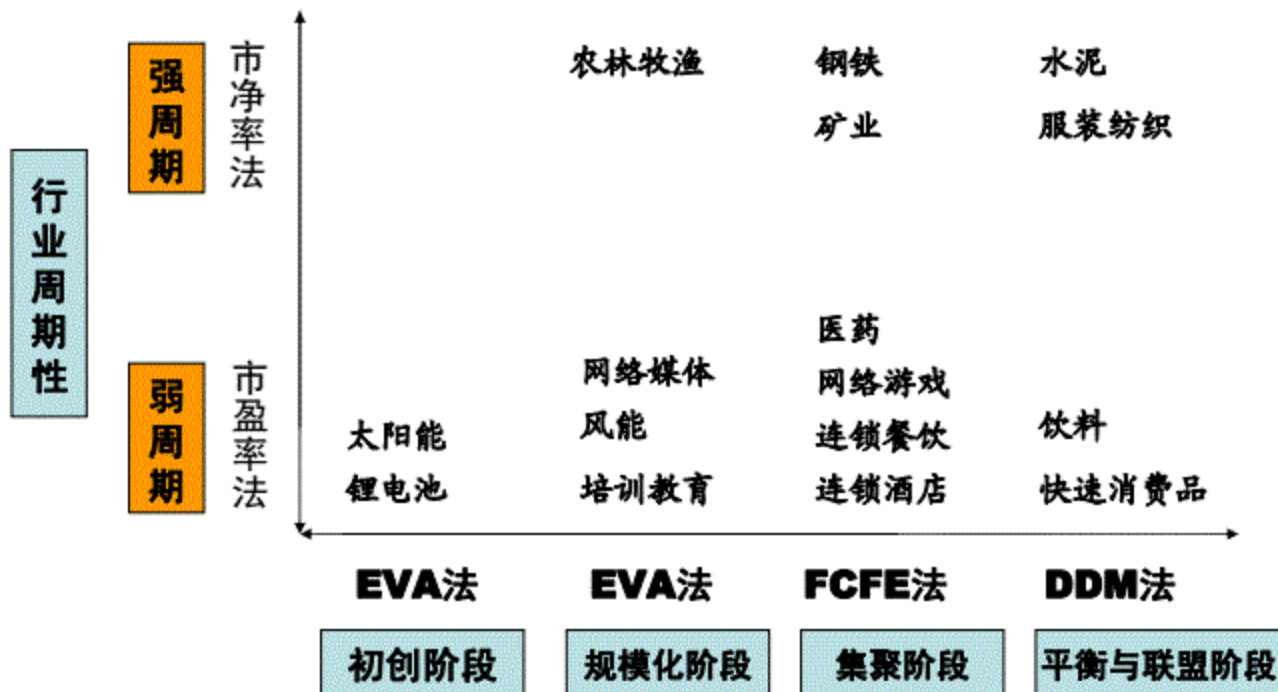 行业周期性
强周期
市净率法
农林牧渔
钢铁
水泥
矿业
服装纺织
弱周期
市盈率法
医药
网络媒体
网络游戏
太阳能
风能
连锁餐饮
饮料
锂电池
培训教育
连锁酒店
快速消费品
EVA法
EVA法
FCFE法
DDM法
初创阶段
规模化阶段
集聚阶段
平衡与联盟阶段